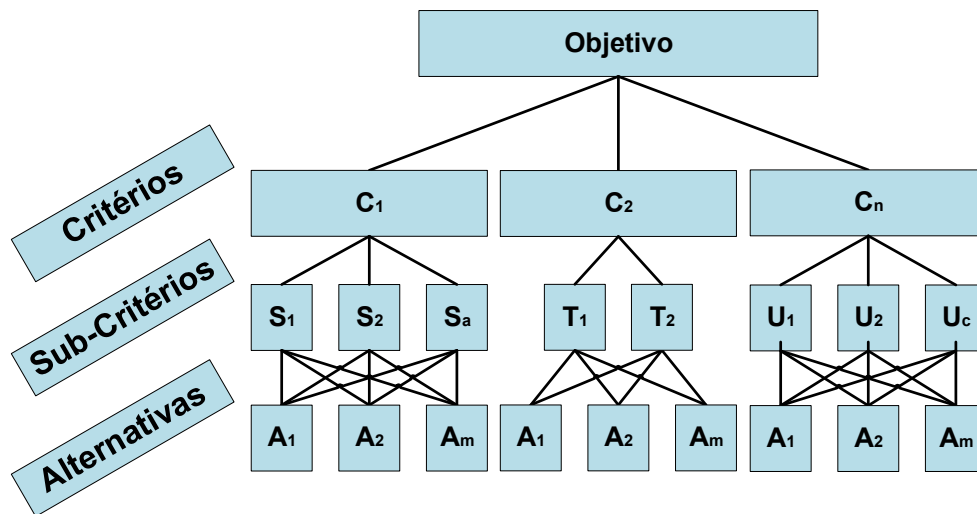 Objetivo
Critérios
C1 C2 Cn
Sub-Critérios
S1 S2 Sa T1 T2 U1 U2 Uc
Alternativas
A1 A2 Am A1 A2 Am A1 A2 Am